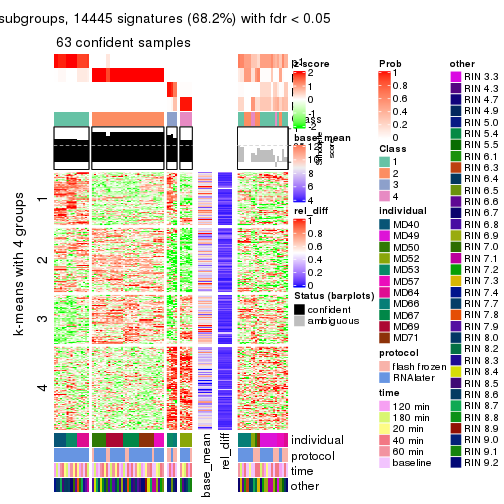 subgroups, 14445 signatures (68.2%) with fdr < 0.05
63 confident samples
k-means with 4 groups
1
2
3
4
z-score
2
1
0
-1
-2
base_mean
12
10
8
6
4
rel_diff
1
0.8
0.6
0.4
0.2
0
Status (barplots)
confident
ambiguous
base_mean
rel_diff
individual
protocol
time
other
Prob
1
0.8
0.6
0.4
0.2
0
Class
1
2
3
4
individual
MD40
MD49
MD50
MD52
MD53
MD57
MD64
MD66
MD67
MD69
MD71
protocol
flash frozen
RNAlater
time
120 min
180 min
20 min
40 min
60 min
baseline
other
RIN 3.3
RIN 4.3
RIN 4.7
RIN 4.9
RIN 5.0
RIN 5.4
RIN 5.5
RIN 6.1
RIN 6.3
RIN 6.4
RIN 6.5
RIN 6.6
RIN 6.7
RIN 6.8
RIN 6.9
RIN 7.0
RIN 7.1
RIN 7.2
RIN 7.3
RIN 7.4
RIN 7.6
RIN 7.7
RIN 7.8
RIN 7.9
RIN 8.0
RIN 8.2
RIN 8.3
RIN 8.4
RIN 8.5
RIN 8.6
RIN 8.7
RIN 8.8
RIN 8.9
RIN 9.0
RIN 9.1
RIN 9.2